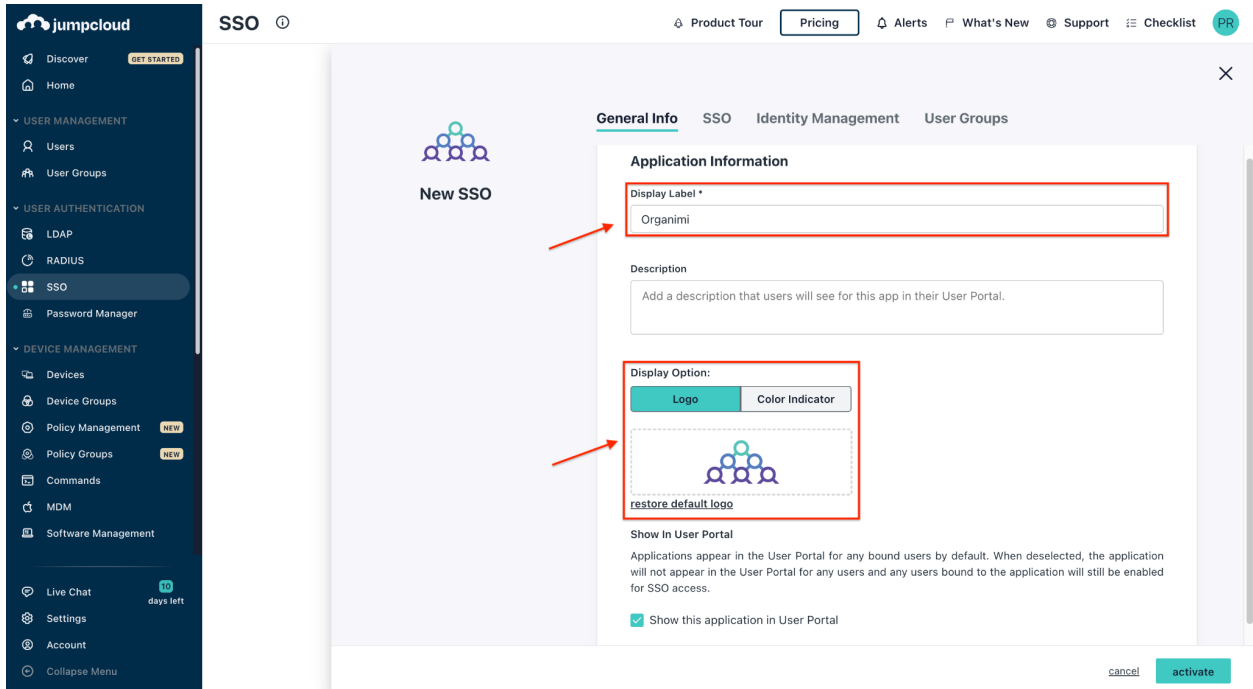 jumpcloud
Discover GET STARTED
Home
USER MANAGEMENT
Users
User Groups
USER AUTHENTICATION
LDAP
RADIUS
SSO
Password Manager
DEVICE MANAGEMENT
Devices
Device Groups
Policy Management NEW
Policy Groups NEW
Commands
MDM
Software Management
Live Chat 10 days left
Settings
Account
Collapse Menu
SSO
Product Tour Pricing Alerts What's New Support Checklist PR
New SSO
General Info SSO Identity Management User Groups
Application Information
Display Label *
Organimi
Description
Add a description that users will see for this app in their User Portal.
Display Option:
Logo Color Indicator
restore default logo
Show In User Portal
Applications appear in the User Portal for any bound users by default. When deselected, the application
will not appear in the User Portal for any users and any users bound to the application will still be enabled
for SSO access.
Show this application in User Portal
cancel activate